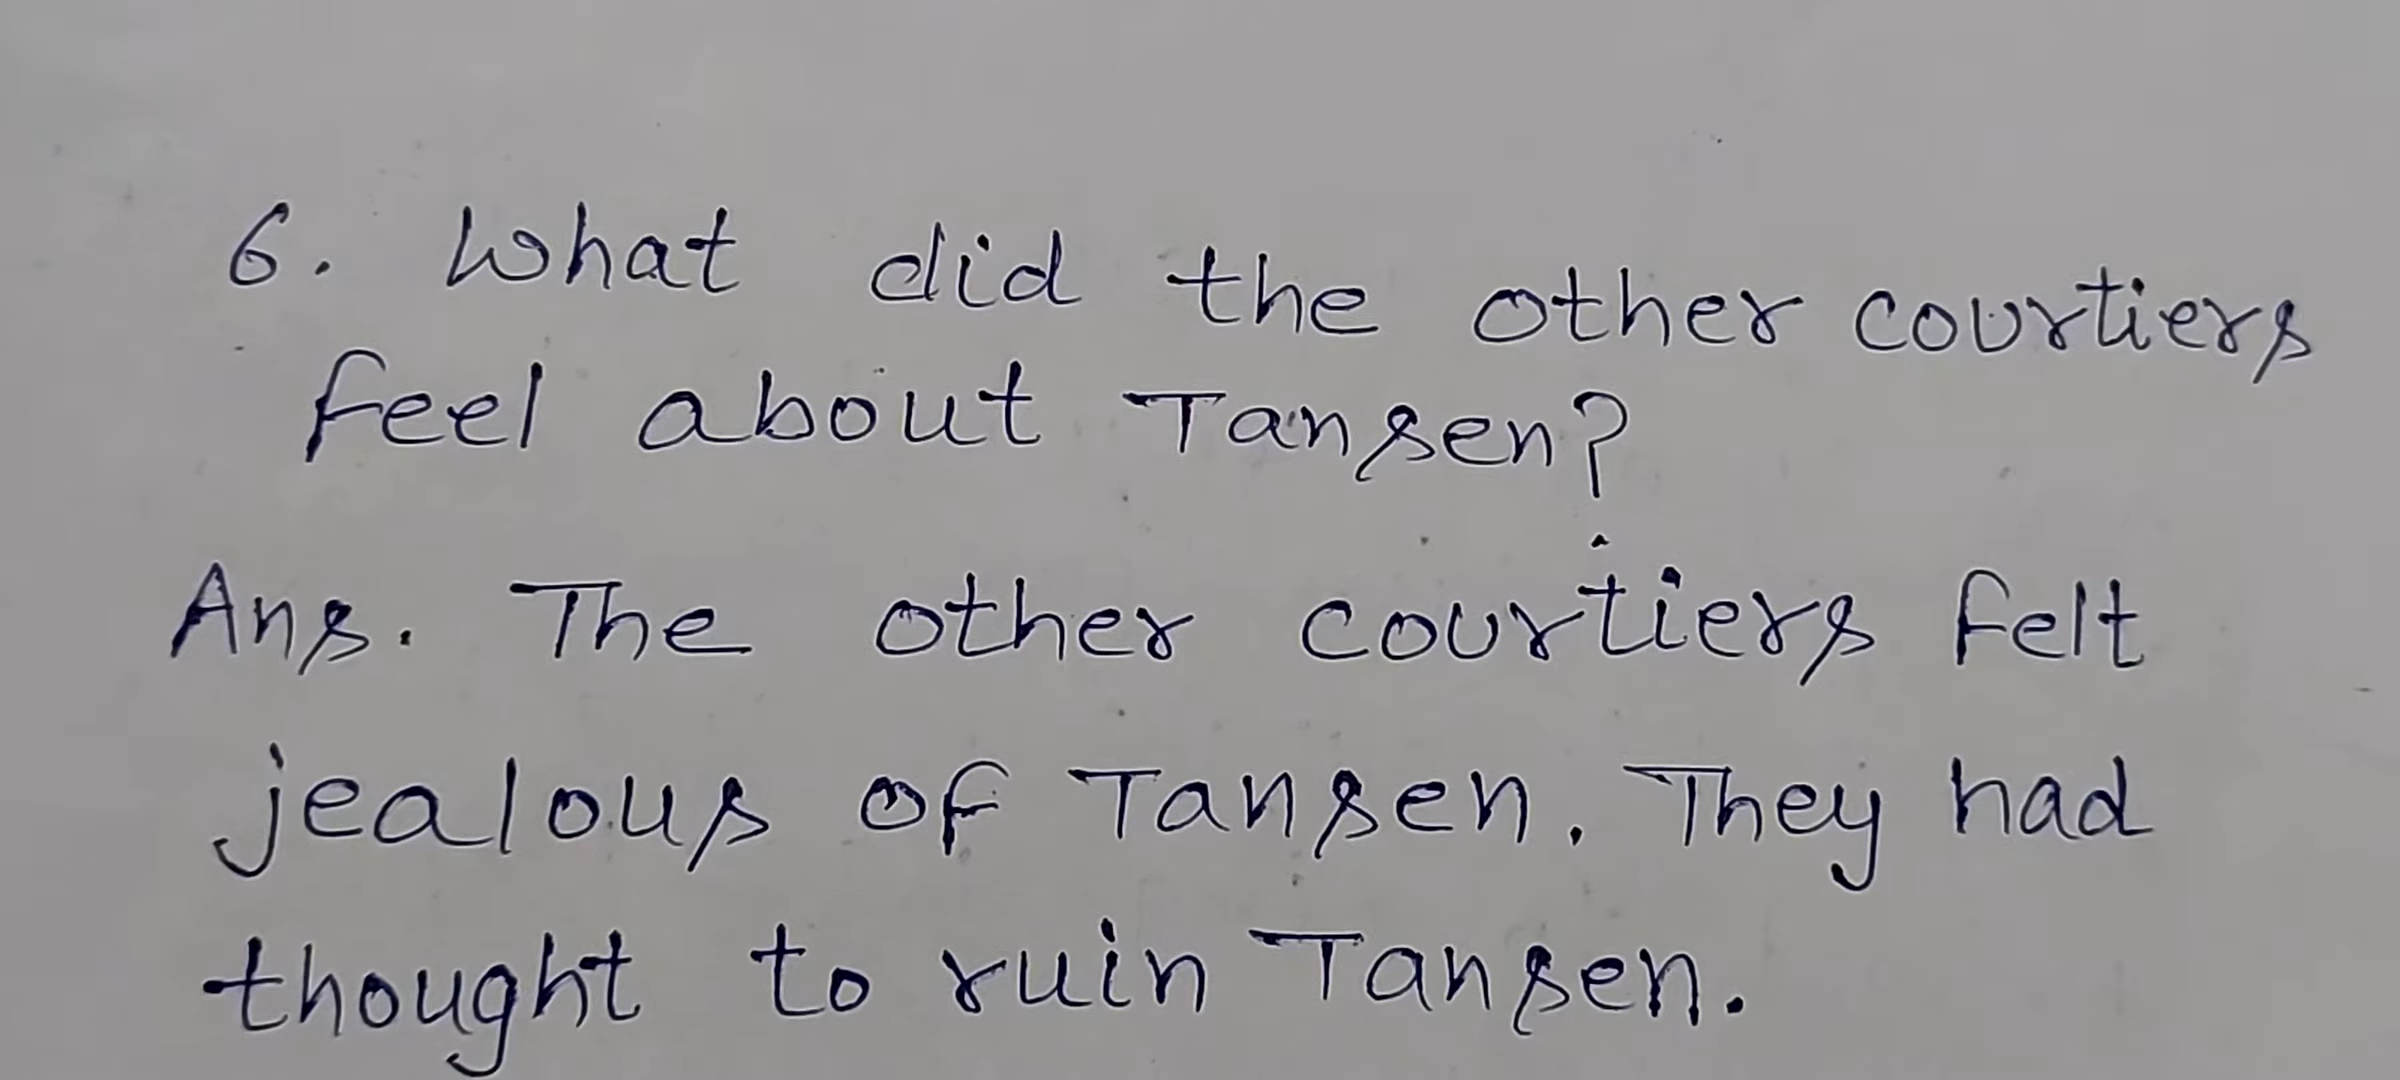 6. What did the other courtiers
feel about Tansen?
Ans. The other courtiers felt
jealous of Tansen. They had
thought to ruin Tansen.